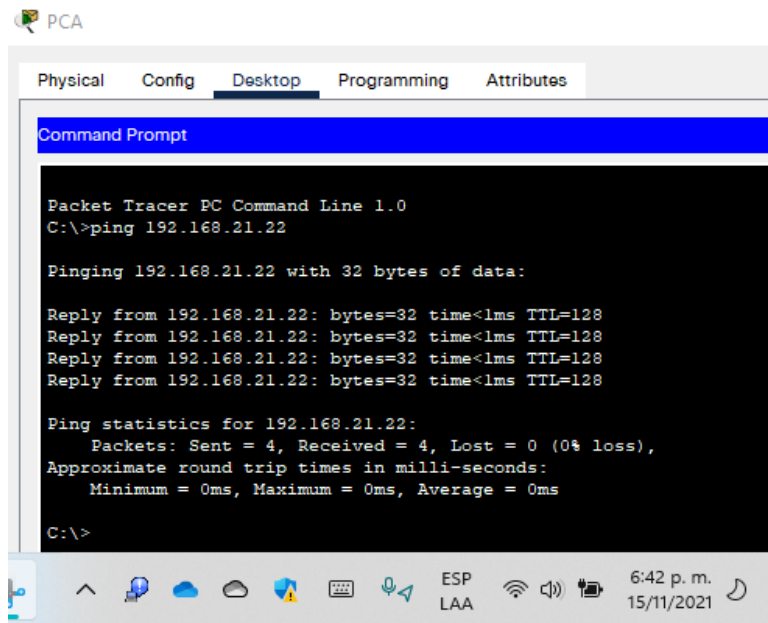 PCA
Physical Config Desktop Programming Attributes
Command Prompt
Packet Tracer PC Command Line 1.0
C:\>ping 192.168.21.22
Pinging 192.168.21.22 with 32 bytes of data:
Reply from 192.168.21.22: bytes=32 time<1ms TTL=128
Reply from 192.168.21.22: bytes=32 time<1ms TTL=128
Reply from 192.168.21.22: bytes=32 time<1ms TTL=128
Reply from 192.168.21.22: bytes=32 time<1ms TTL=128
Ping statistics for 192.168.21.22:
Packets: Sent = 4, Received = 4, Lost = 0 (0% loss),
Approximate round trip times in milli-seconds:
Minimum = 0ms, Maximum = 0ms, Average = 0ms
C:\>
ESP
LAA
6:42 p. m.
15/11/2021